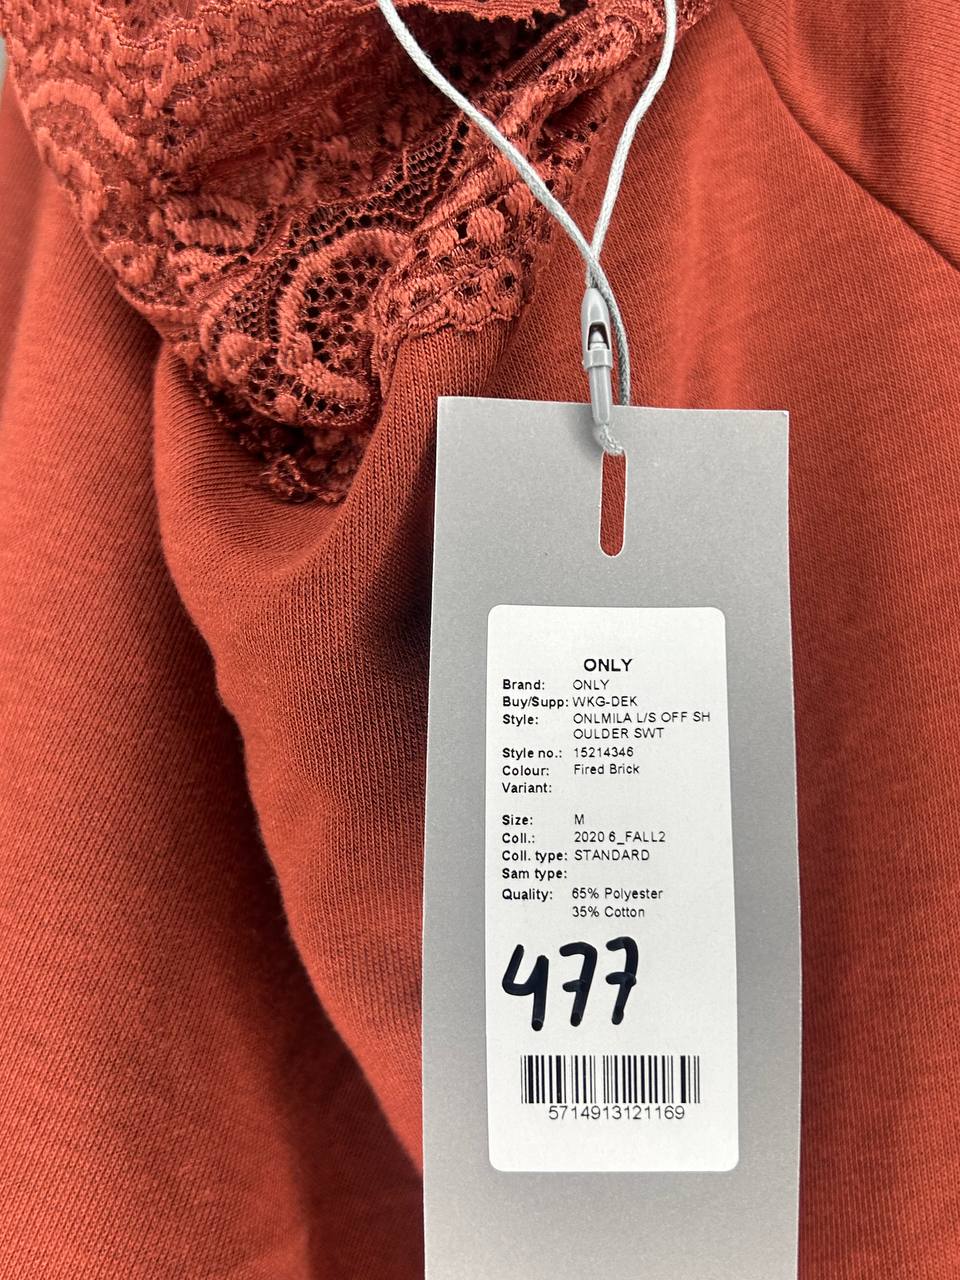 ONLY
Brand: ONLY
Buy/Supp: WKG-DEK
Style: ONLMILA L/S OFF SH
OULDER SWT
Style no.: 15214346
Colour: Fired Brick
Variant:
Size: M
Coll.: 2020 6_FALL2
Coll. type: STANDARD
Sam type:
Quality: 65% Polyester
35% Cotton
477
5714913121169